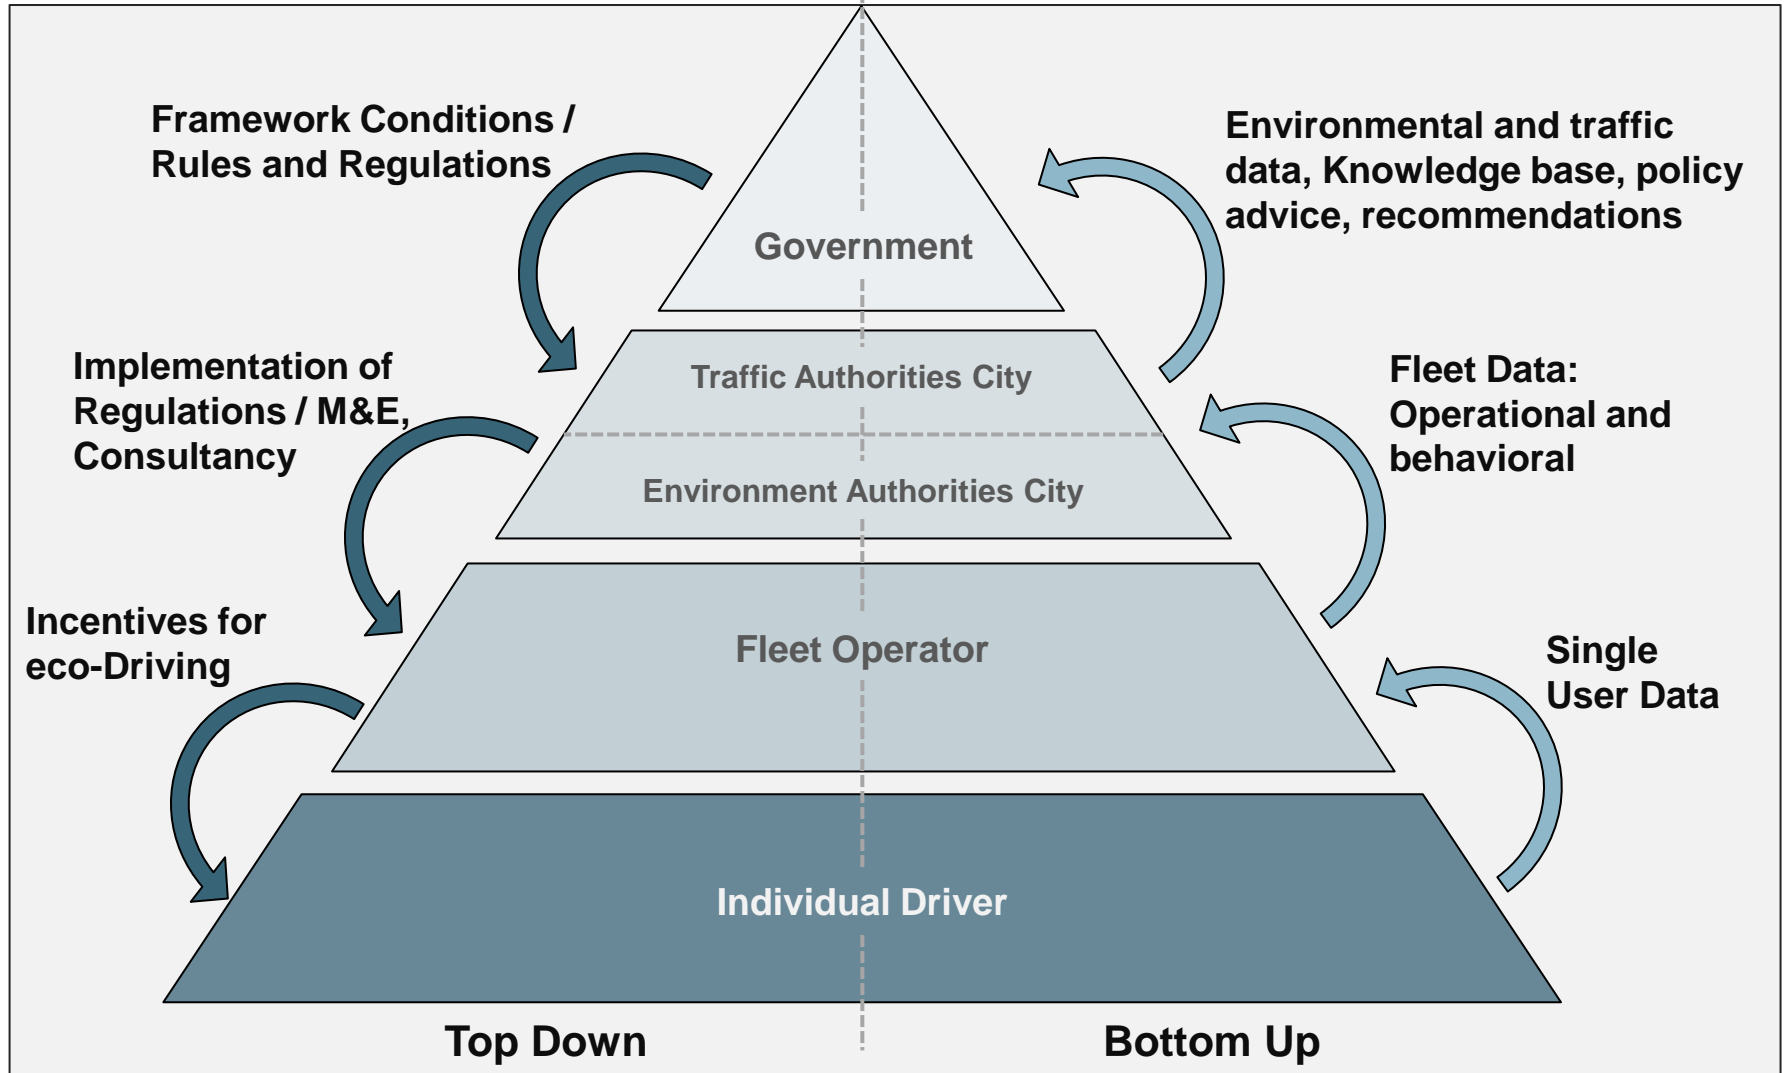 Framework Conditions /
Rules and Regulations
Environmental and traffic
data, Knowledge base, policy
advice, recommendations
Government
Implementation of
Regulations / M&E,
Consultancy
Traffic Authorities City
Fleet Data:
Operational and
behavioral
Environment Authorities City
Incentives for
eco-Driving
Fleet Operator
Single
User Data
Individual Driver
Top Down
Bottom Up